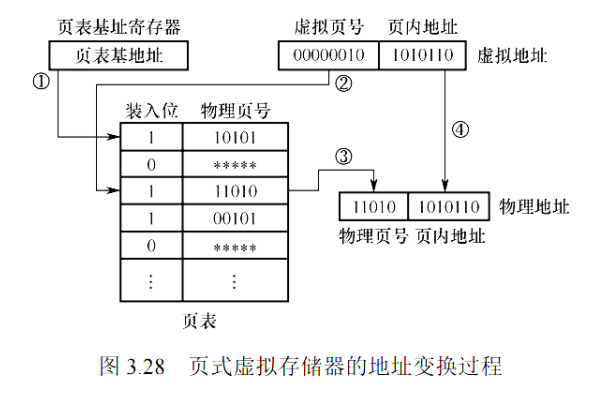 页表基址寄存器
页表基地址
虚拟页号 页内地址
00000010 1010110 虚拟地址
① ②
装入位 物理页号
1 10101
0 *****
1 11010
1 00101
0 *****
⋮ ⋮
页表
③ ④
11010 1010110 物理地址
物理页号 页内地址
图 3.28 页式虚拟存储器的地址变换过程